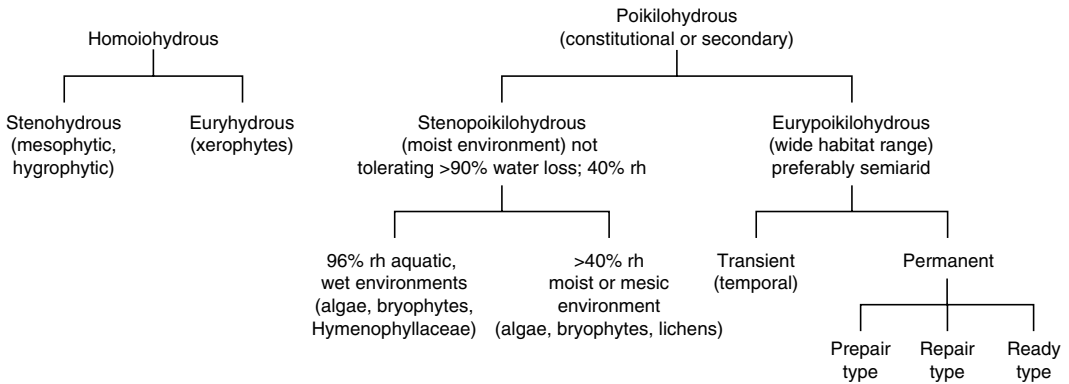 Homoiohydrous
Stenohydrous
(mesophytic,
hygrophytic)
Euryhydrous
(xerophytes)
Poikilohydrous
(constitutional or secondary)
Stenopoikilohydrous
(moist environment) not
tolerating >90% water loss; 40% rh
Eurypoikilohydrous
(wide habitat range)
preferably semiarid
96% rh aquatic,
wet environments
(algae, bryophytes,
Hymenophyllaceae)
>40% rh
moist or mesic
environment
(algae, bryophytes, lichens)
Transient
(temporal)
Permanent
Prepair
type
Repair
type
Ready
type